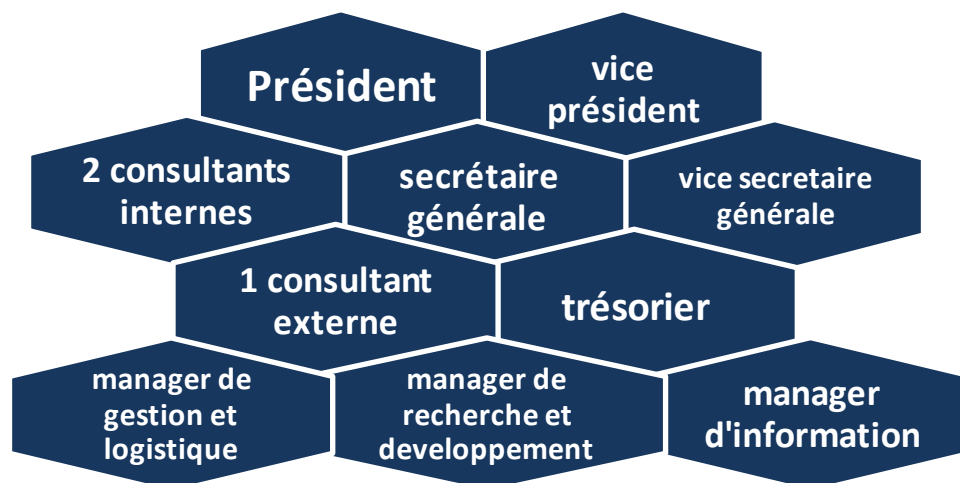 Président
vice
président
2 consultants
internes
secrétaire
générale
vice secretaire
générale
1 consultant
externe
trésorier
manager de
gestion et
logistique
manager de
recherche et
developpement
manager
d'information